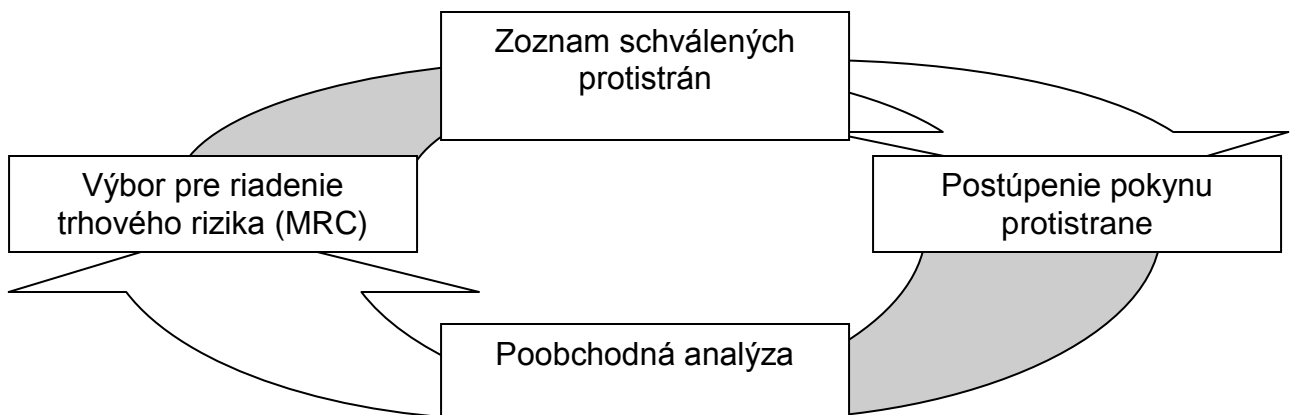 Zoznam schválených
protistrán
Výbor pre riadenie
trhového rizika (MRC)
Postúpenie pokynu
protistrane
Poobchodná analýza